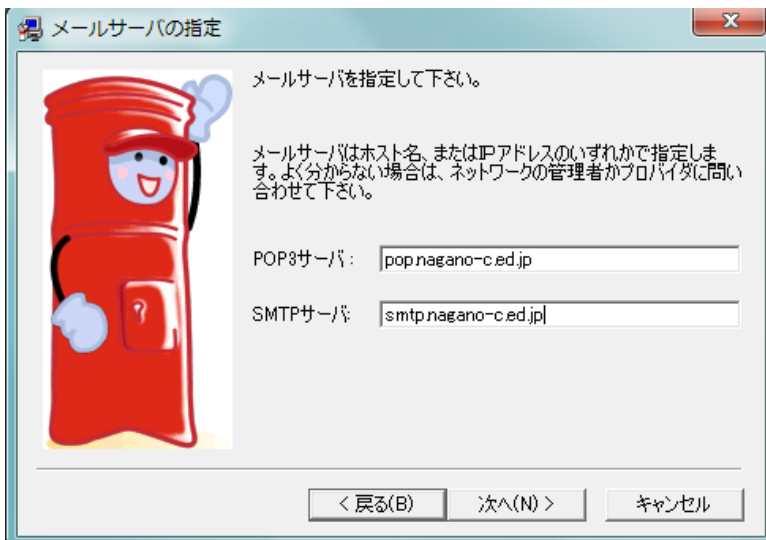 メールサーバの指定
メールサーバを指定して下さい。
メールサーバはホスト名、またはIPアドレスのいずれかで指定しま
す。よく分からない場合は、ネットワークの管理者かプロバイダに問い
合わせて下さい。
POP3サーバ:
pop.nagano-c.ed.jp
SMTPサーバ:
smtp.nagano-c.ed.jp
< 戻る(B)
次へ(N) >
キャンセル